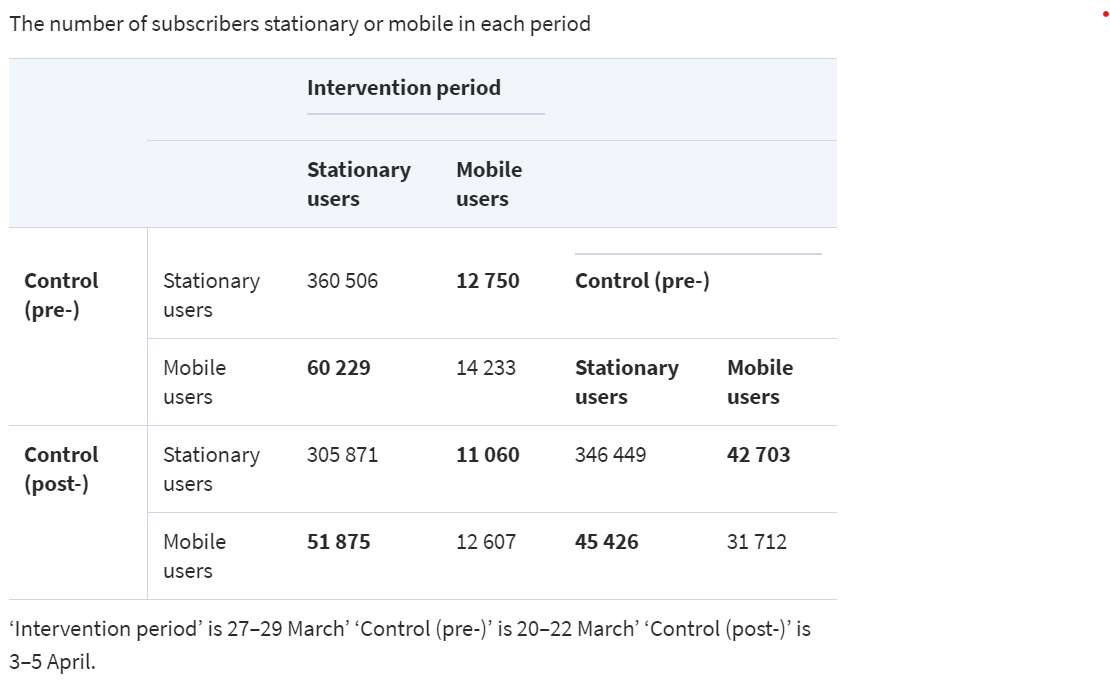 The number of subscribers stationary or mobile in each period
Intervention period
Stationary users Mobile users
Control (pre-) Stationary users 360 506 12 750 Control (pre-)
Mobile users 60 229 14 233 Stationary users Mobile users
Control (post-) Stationary users 305 871 11 060 346 449 42 703
Mobile users 51 875 12 607 45 426 31 712
‘Intervention period’ is 27–29 March’ ‘Control (pre-)’ is 20–22 March’ ‘Control (post-)’ is
3–5 April.